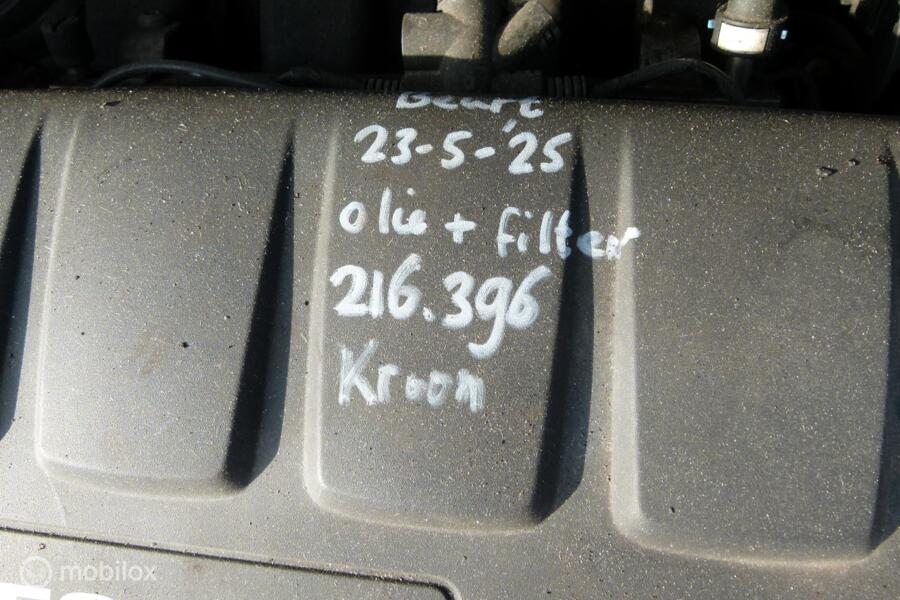 23-5-'25
olie + filter
216.396
Kroon
mobilox